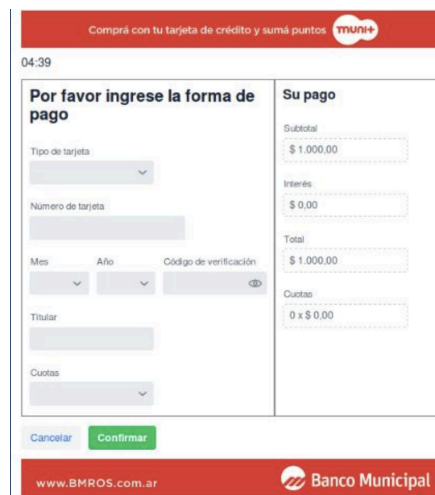 Comprá con tu tarjeta de crédito y sumá puntos muni+
04:39
Por favor ingrese la forma de
pago
Tipo de tarjeta
Número de tarjeta
Mes Año Código de verificación
Titular
Cuotas
Su pago
Subtotal
$ 1.000,00
Interés
$ 0,00
Total
$ 1.000,00
Cuotas
0 x $ 0,00
Cancelar Confirmar
www.BMROS.com.ar Banco Municipal